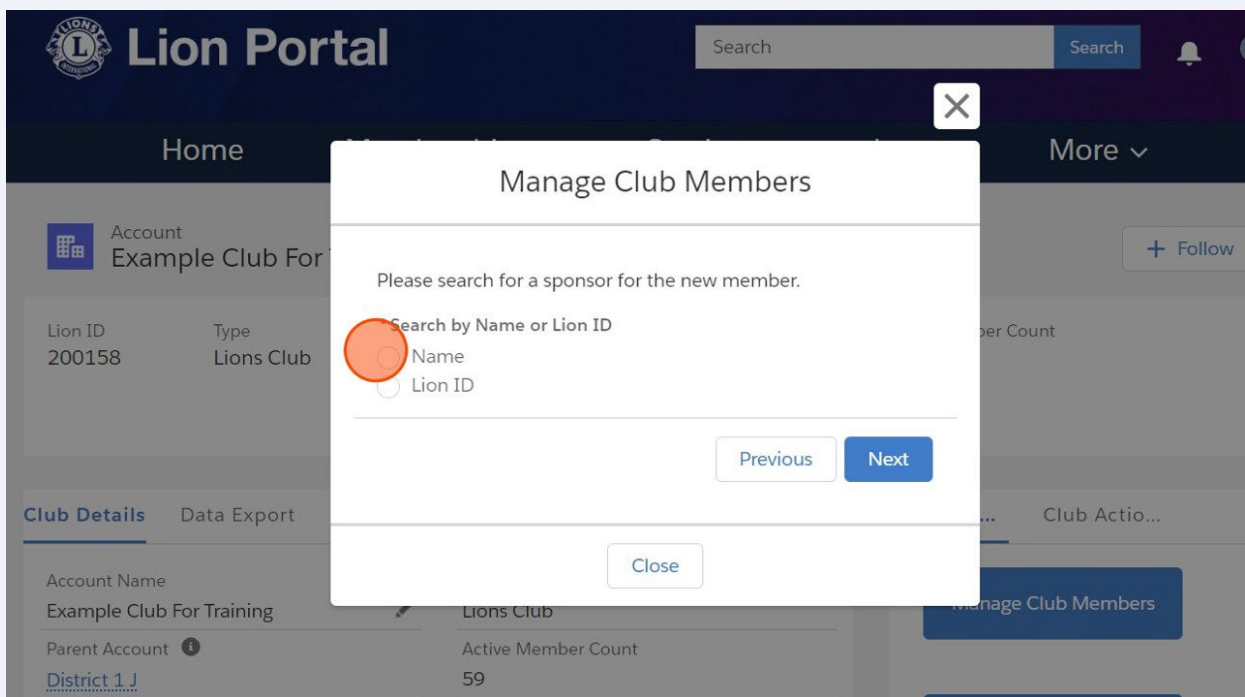 LIONS
L
INTERNATIONAL
Lion Portal
Search
Search
Home
More
Manage Club Members
Account
Example Club For
+ Follow
Please search for a sponsor for the new member.
Lion ID
Type
*Search by Name or Lion ID
Count
200158
Lions Club
Name
Lion ID
Previous
Next
Club Details
Data Export
...
Club Actio...
Close
Account Name
Example Club For Training
Lions Club
Manage Club Members
Parent Account
Active Member Count
District 1 J
59